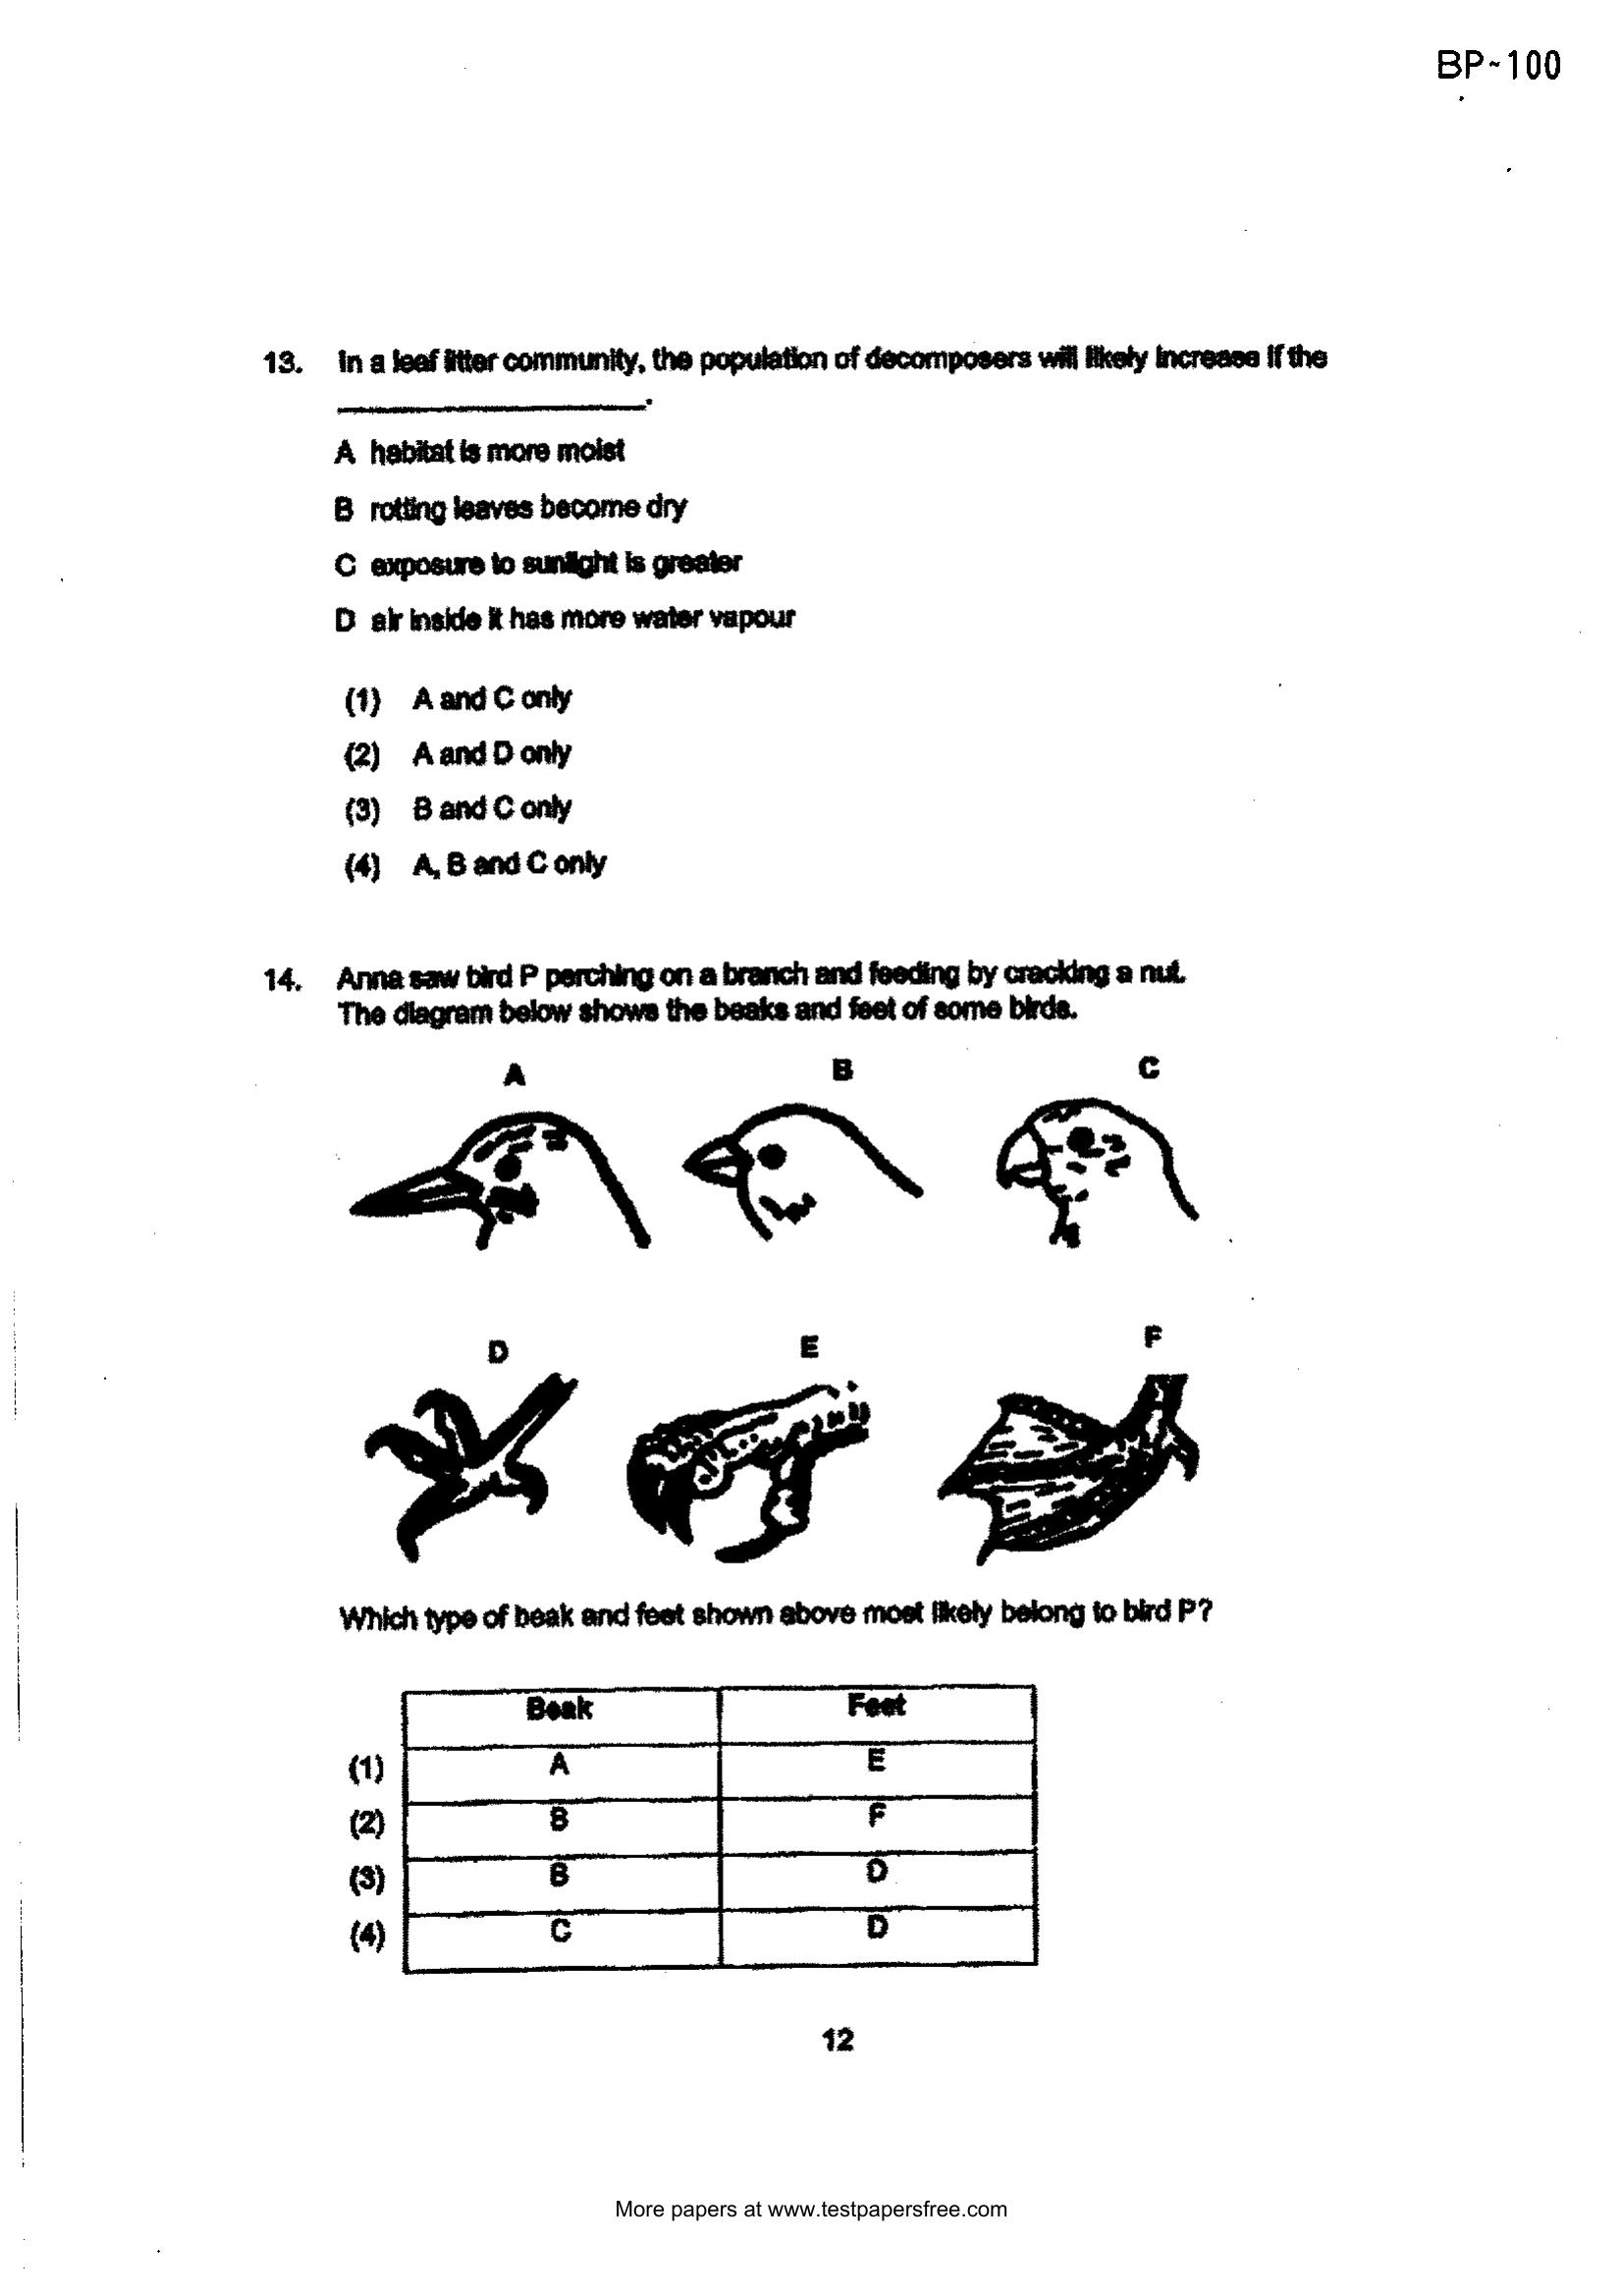 BP~100
13. In a leaf litter community, the population of decomposers will likely increase if the
____________________.
A habitat is more moist
B rotting leaves become dry
C exposure to sunlight is greater
D air inside it has more water vapour
(1) A and C only
(2) A and D only
(3) B and C only
(4) A, B and C only
14. Anna saw bird P perching on a branch and feeding by cracking a nut.
The diagram below shows the beaks and feet of some birds.
A B C
D E F
Which type of beak and feet shown above most likely belong to bird P?
Beak Feet
(1) A E
(2) B F
(3) B D
(4) C D
12
More papers at www.testpapersfree.com